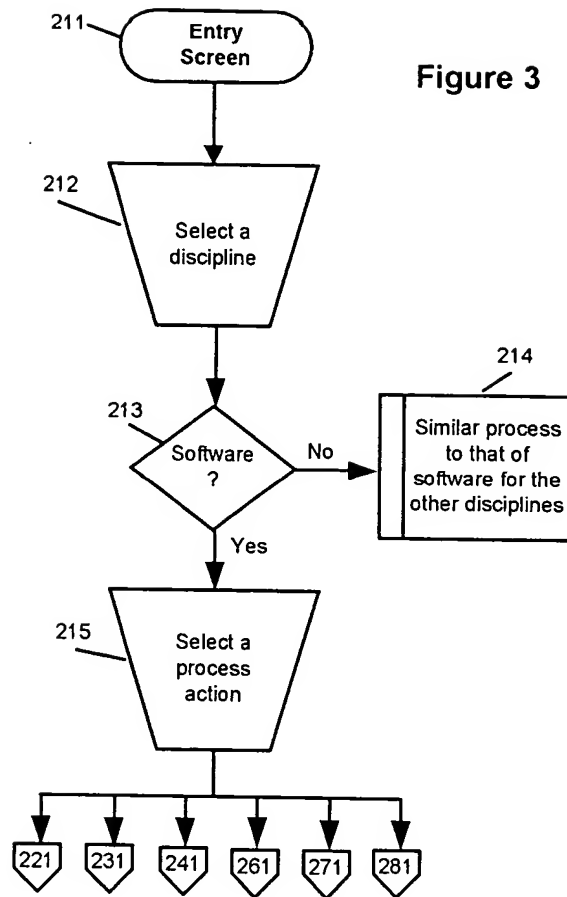 211
Entry
Screen
Figure 3
212
Select a
discipline
213
Software
?
No
214
Similar process
to that of
software for the
other disciplines
Yes
215
Select a
process
action
221 231 241 261 271 281